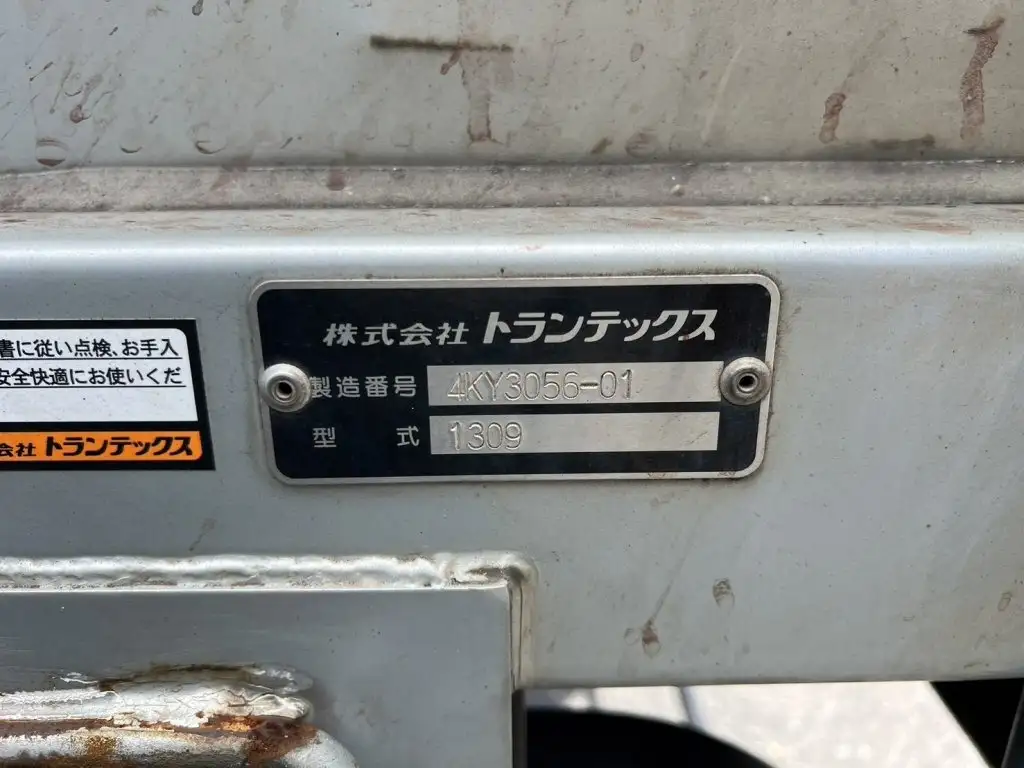 書に従い点検、お手入
安全快適にお使いくだ
会社 トランテックス
株式会社 トランテックス
製造番号 4KY3056-01
型式 1309